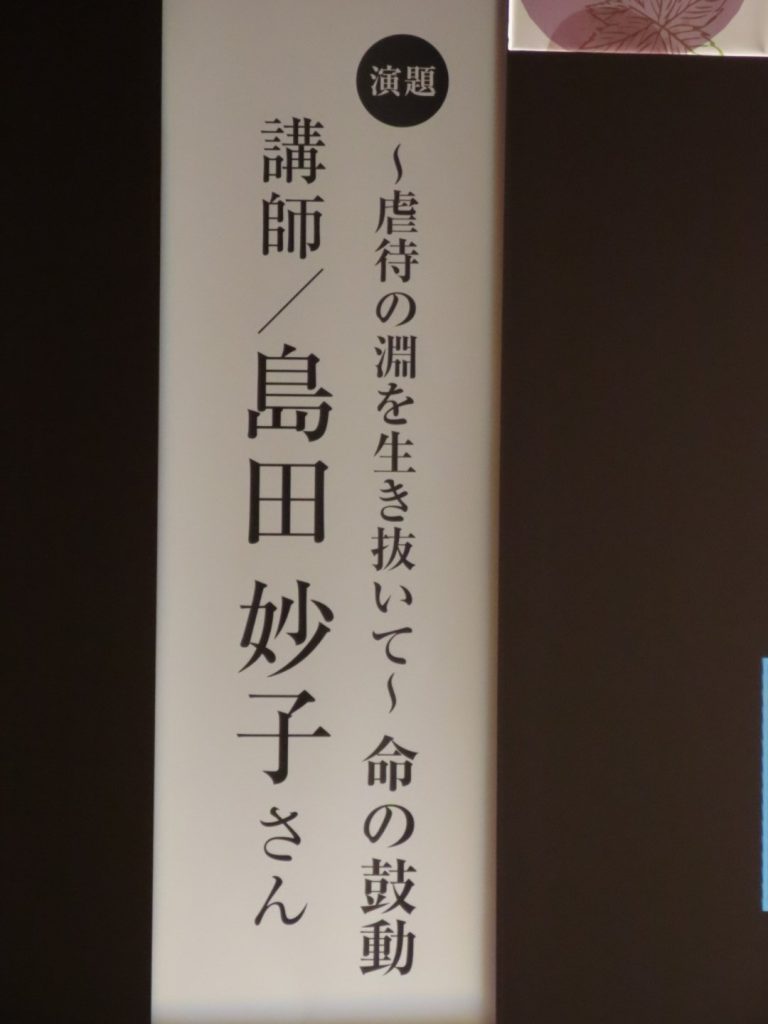 演題
～虐待の淵を生き抜いて～ 命の鼓動
講師／島田 妙子さん